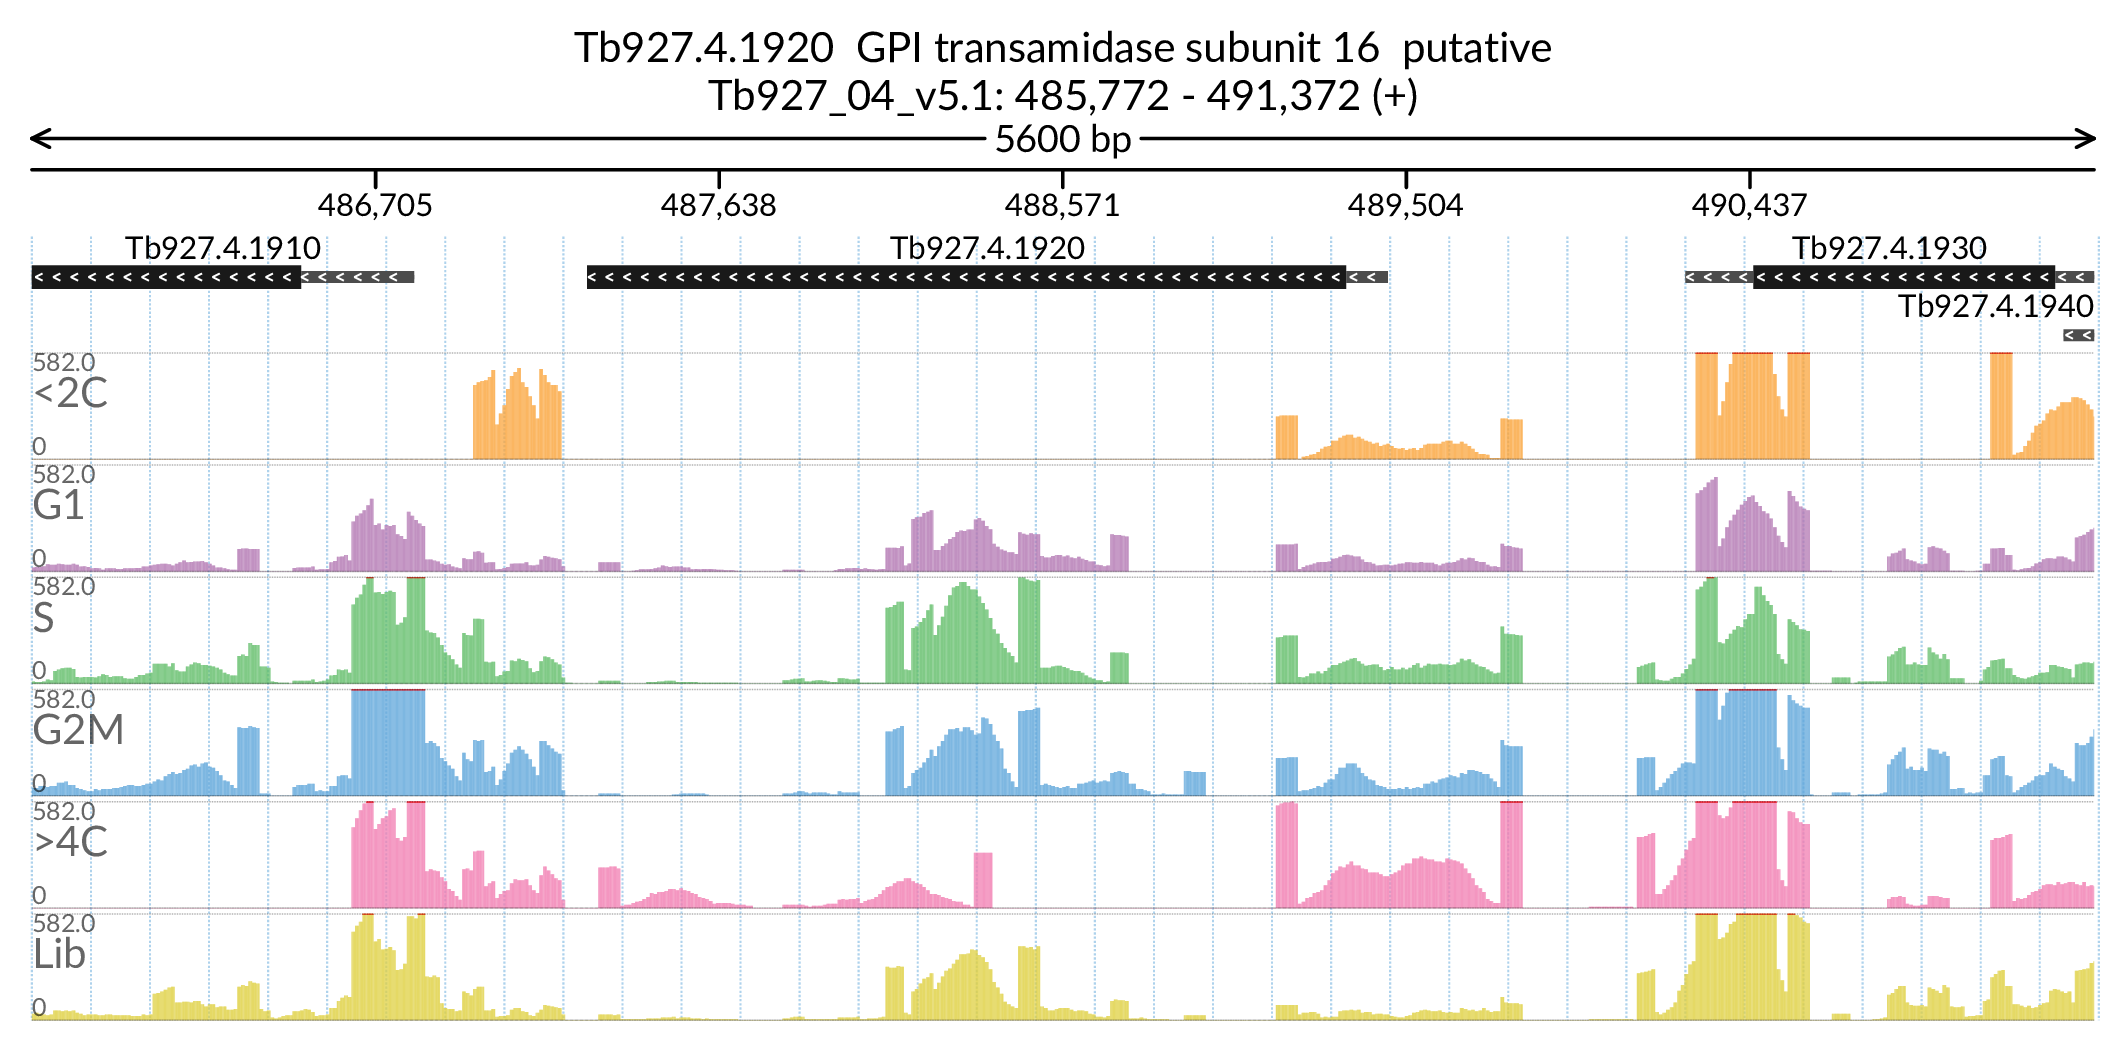 Tb927.4.1920  GPI transamidase subunit 16  putative
Tb927_04_v5.1: 485,772 - 491,372 (+)
5600 bp
486,705 487,638 488,571 489,504 490,437
Tb927.4.1910 Tb927.4.1920 Tb927.4.1930
Tb927.4.1940
582.0
<2C
0
582.0
G1
0
582.0
S
0
582.0
G2M
0
582.0
>4C
0
582.0
Lib
0